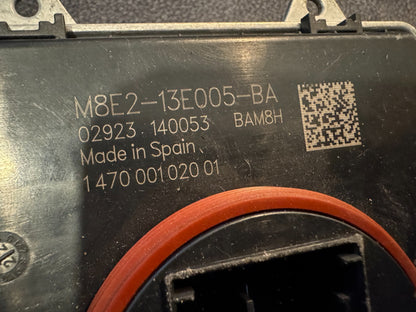 M8E2-13E005-BA
02923 140053 BAM8H
Made in Spain
1 470 001 020 01